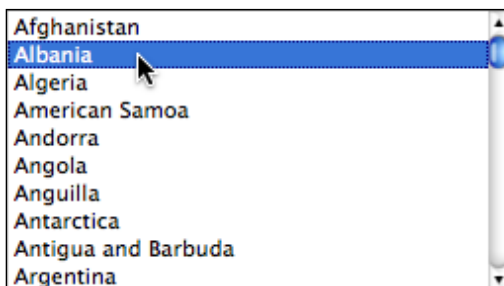 Afghanistan
Albania
Algeria
American Samoa
Andorra
Angola
Anguilla
Antarctica
Antigua and Barbuda
Argentina